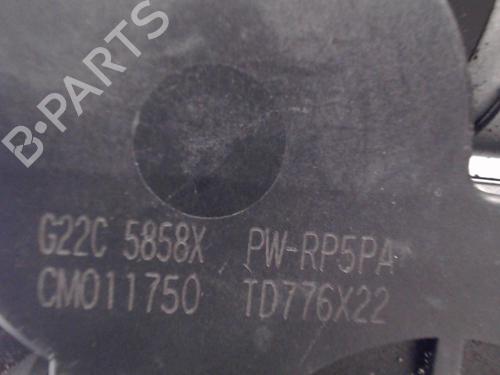 B-PARTS
G22C 5858X PW-RP5PA
CM011750 TD776X22